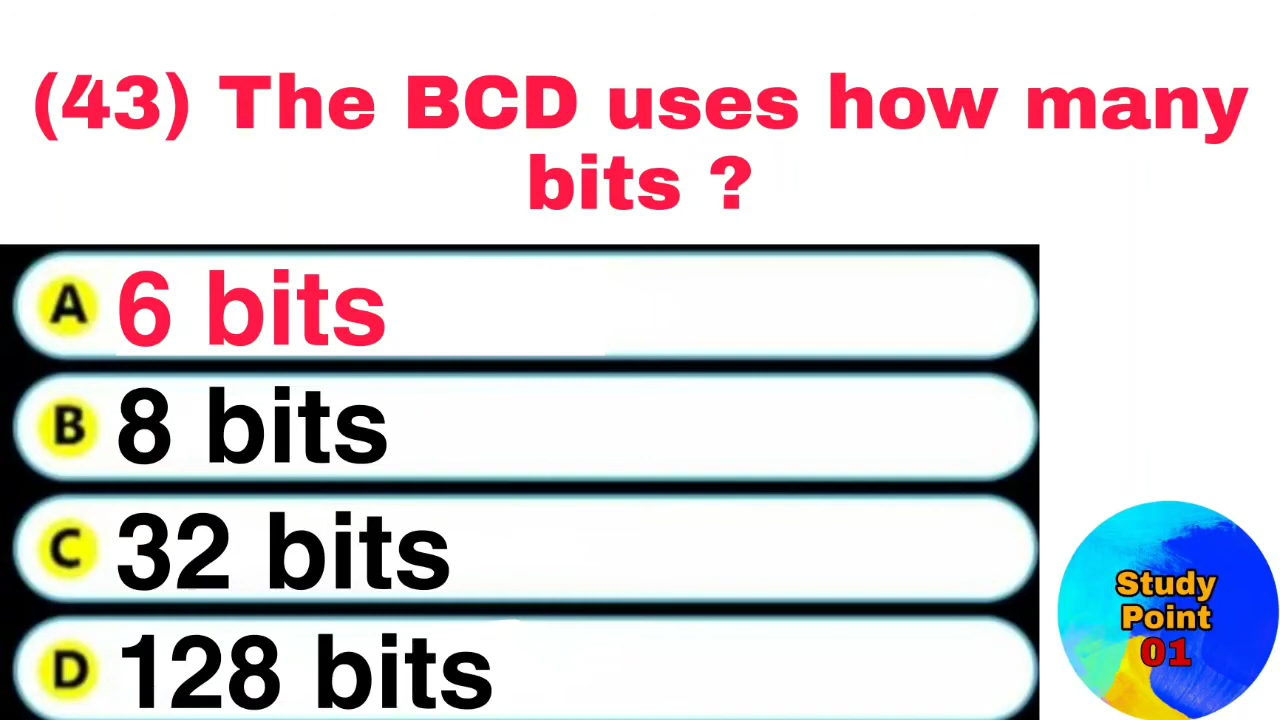 (43) The BCD uses how many
bits ?
A 6 bits
B 8 bits
C 32 bits
D 128 bits
Study
Point
01